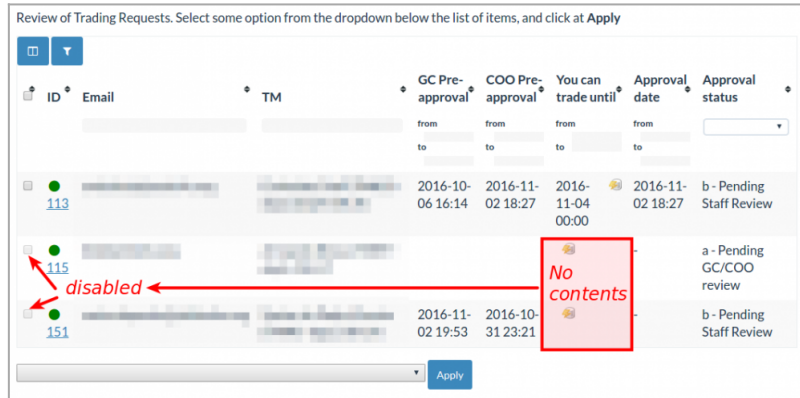 Review of Trading Requests. Select some option from the dropdown below the list of items, and click at Apply
ID Email TM GC Pre-approval COO Pre-approval You can trade until Approval date Approval status
from from from from
to to to to
113 2016-10-06 16:14 2016-11-02 18:27 2016-11-04 00:00 2016-11-02 18:27 b - Pending Staff Review
115 - a - Pending GC/COO review
disabled No contents
151 2016-11-02 19:53 2016-10-31 23:21 - b - Pending Staff Review
Apply